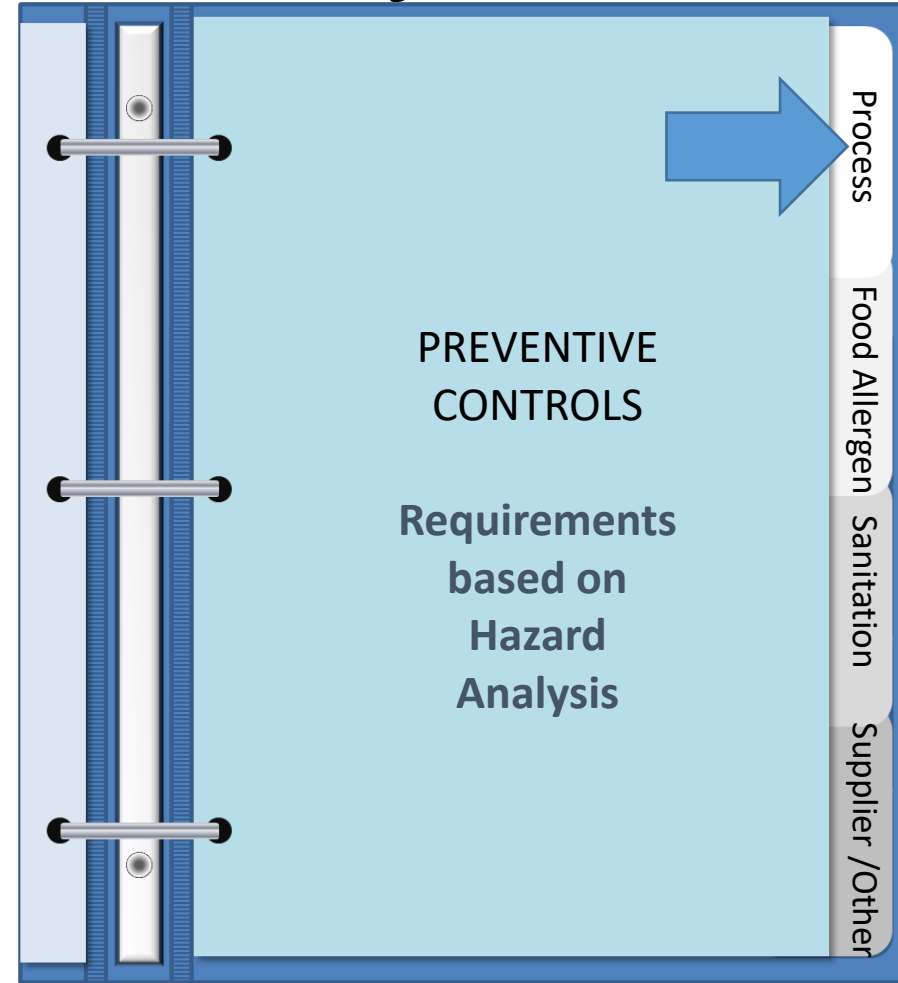 PREVENTIVE
CONTROLS
Requirements
based on
Hazard
Analysis
Process
Food Allergen
Sanitation
Supplier /Other